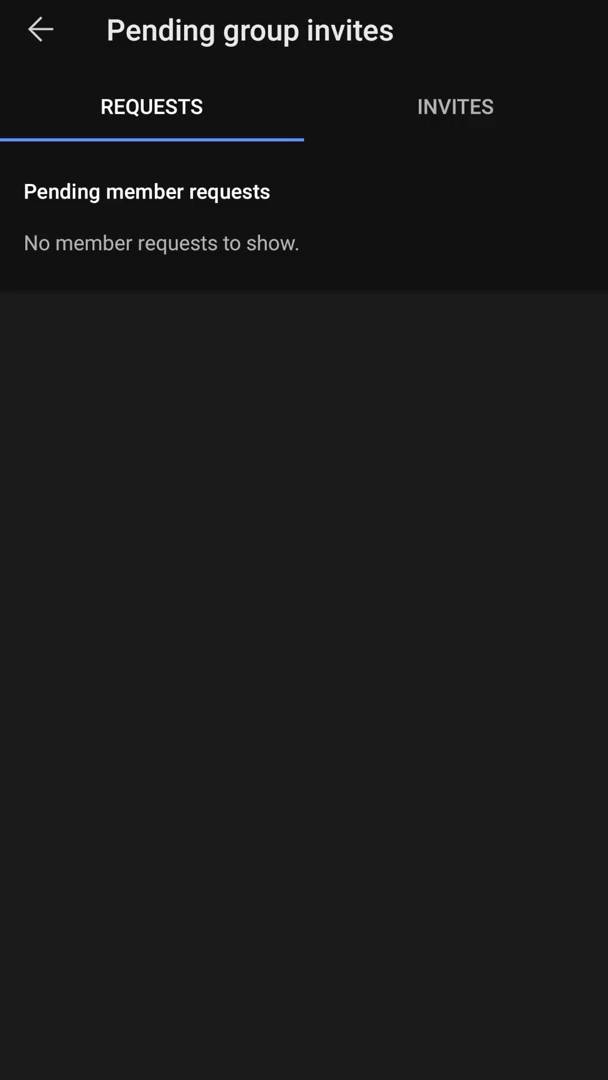 Pending group invites
REQUESTS
INVITES
Pending member requests
No member requests to show.